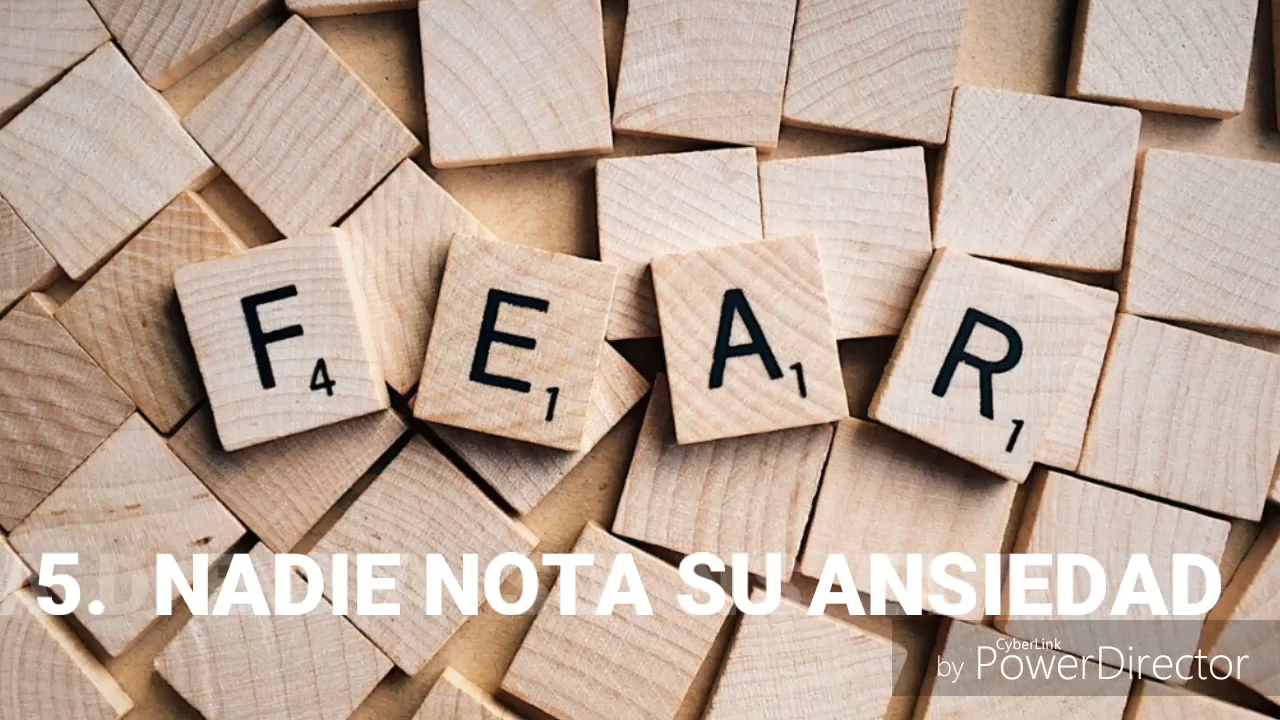 F4 E1 A1 R1
5. NADIE NOTA SU ANSIEDAD
CyberLink
by PowerDirector